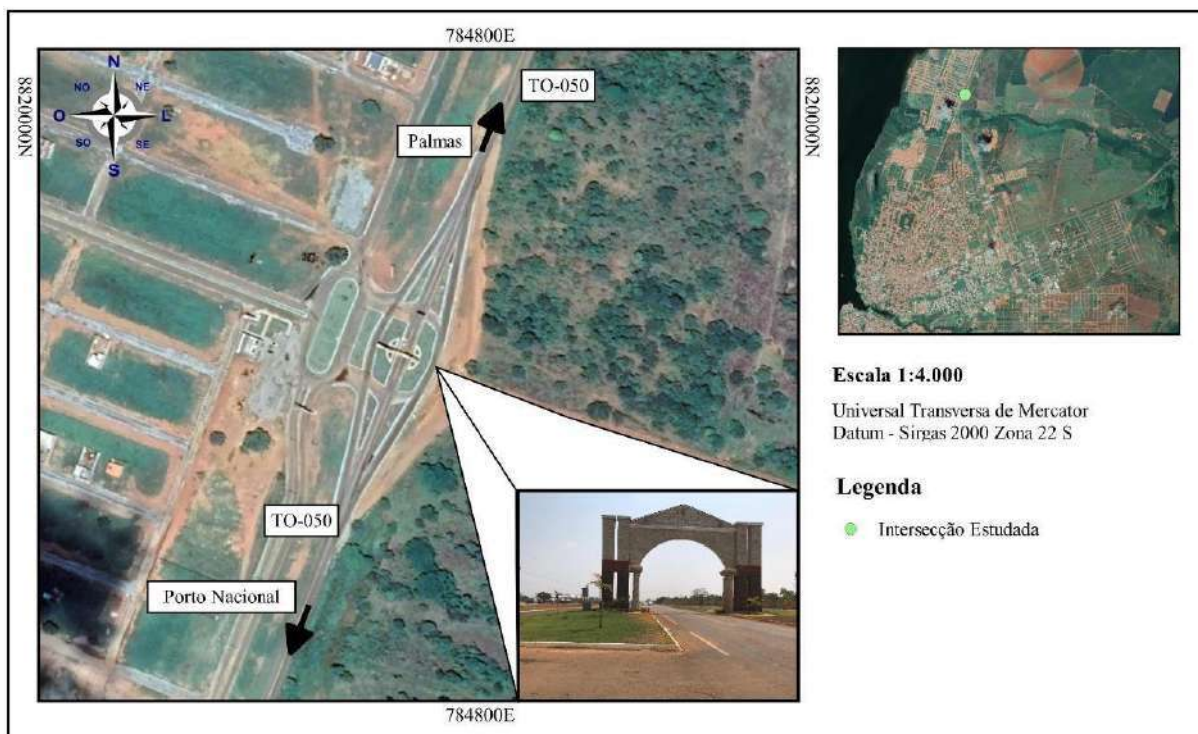 784800E
TO-050
Palmas
N
NO
NE
O
L
SO
SE
S
8820000N
8820000N
TO-050
Porto Nacional
784800E
Escala 1:4.000
Universal Transversa de Mercator
Datum - Sirgas 2000 Zona 22 S
Legenda
Intersecção Estudada